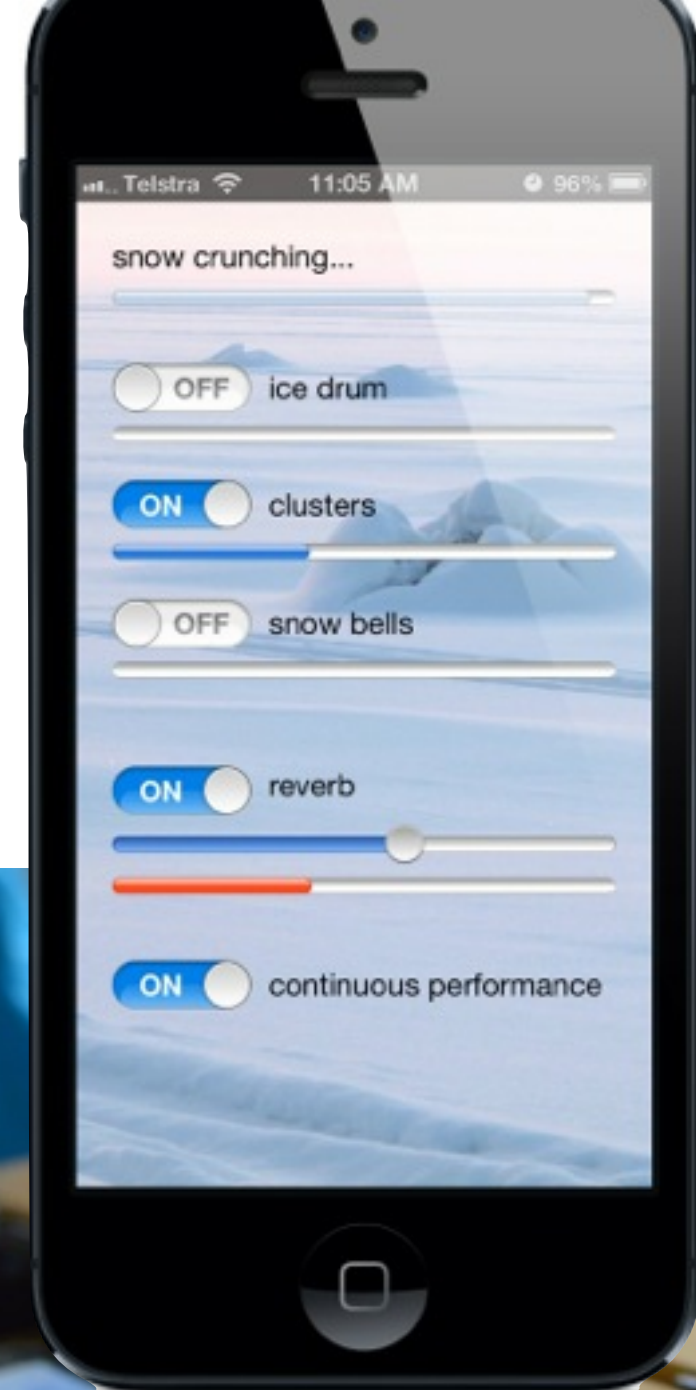 Telstra 11:05 AM 96%
snow crunching...
OFF ice drum
ON clusters
OFF snow bells
ON reverb
ON continuous performance